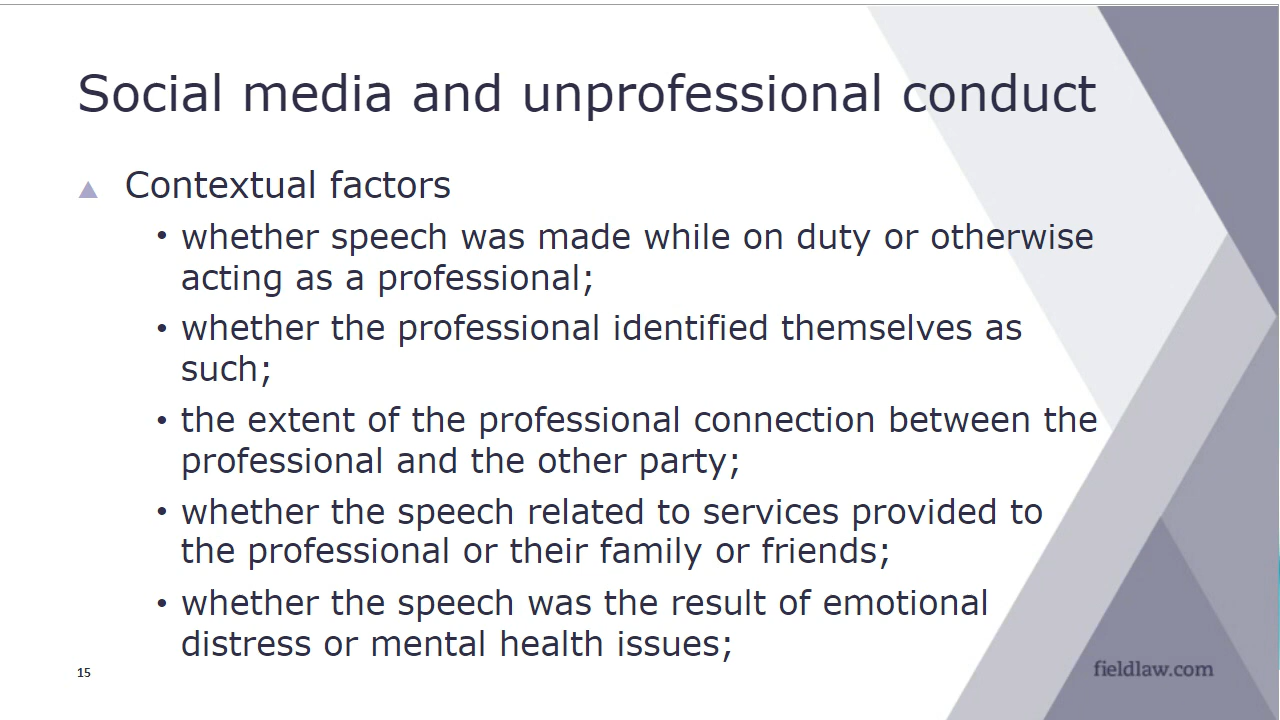 Social media and unprofessional conduct
▲ Contextual factors
• whether speech was made while on duty or otherwise
acting as a professional;
• whether the professional identified themselves as
such;
• the extent of the professional connection between the
professional and the other party;
• whether the speech related to services provided to
the professional or their family or friends;
• whether the speech was the result of emotional
distress or mental health issues;
15
fieldlaw.com